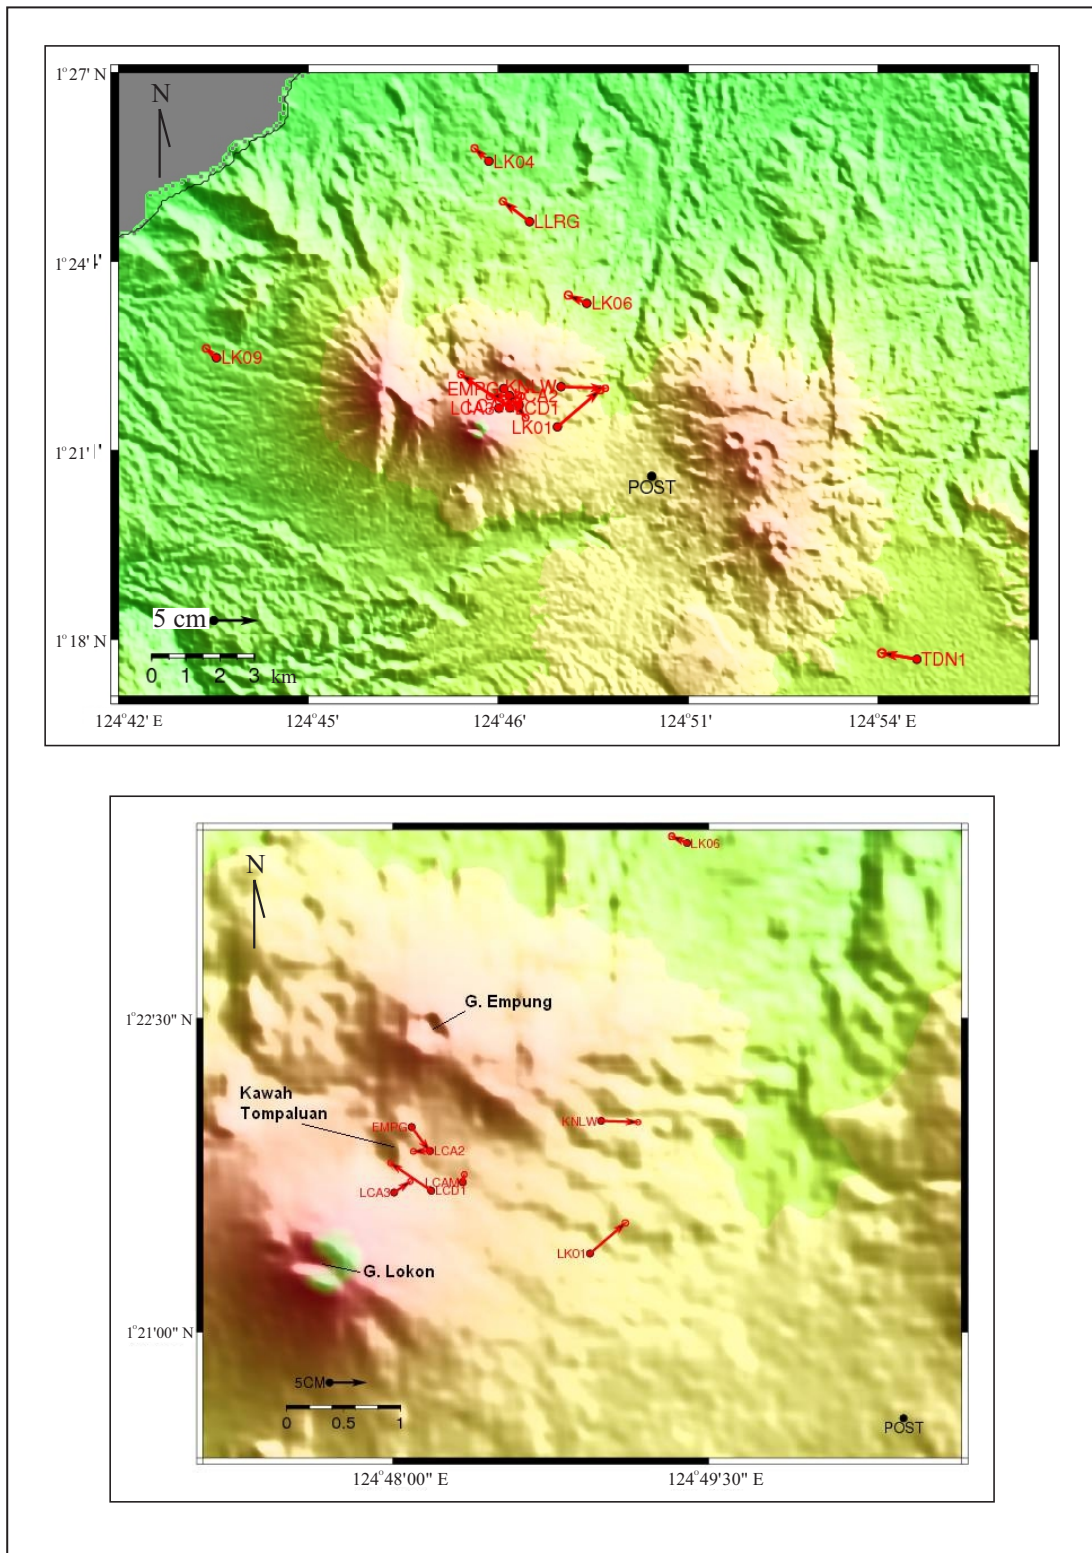 1°27' N
N
LK04
LLRG
1°24'
LK06
LK09
EMPG
KNLW
LCA2
LCA3
LCD1
LK01
1°21'
POST
5 cm
1°18' N
0 1 2 3 km
TDN1
124°42' E 124°45' 124°46' 124°51' 124°54' E
LK06
N
G. Empung
1°22'30" N
Kawah
Tompaluan
EMPG
KNLW
LCA2
LCAM
LCA3
LCD1
LK01
G. Lokon
1°21'00" N
5CM
0 0.5 1
POST
124°48'00" E 124°49'30" E